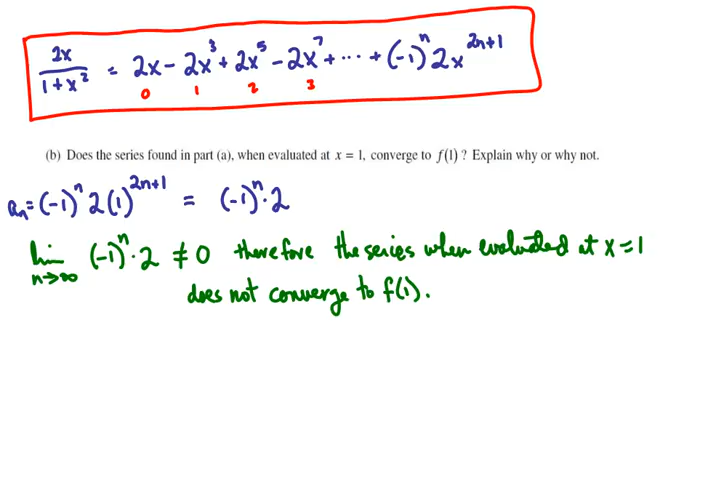 2x/(1+x²) = 2x - 2x³ + 2x⁵ - 2x⁷ + ··· + (-1)ⁿ 2x²ⁿ⁺¹
0 1 2 3
(b) Does the series found in part (a), when evaluated at x = 1, converge to f(1) ? Explain why or why not.
aₙ = (-1)ⁿ 2(1)²ⁿ⁺¹ = (-1)ⁿ · 2
lim n→∞ (-1)ⁿ · 2 ≠ 0 therefore the series when evaluated at x = 1
does not converge to f(1).